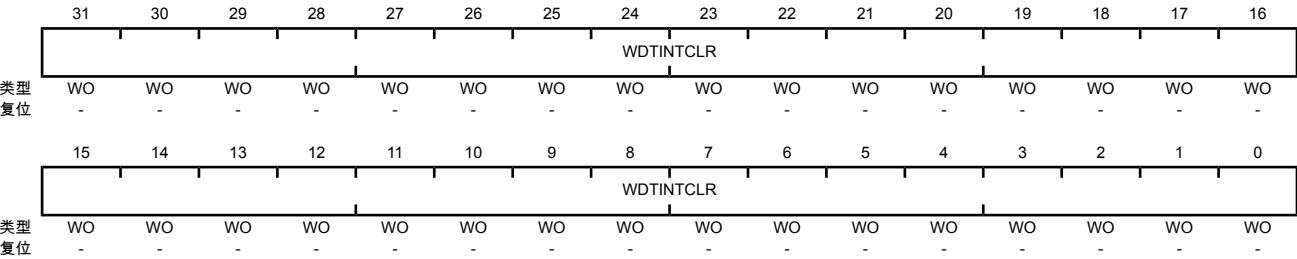 31 30 29 28 27 26 25 24 23 22 21 20 19 18 17 16
WDTINTCLR
类型 WO WO WO WO WO WO WO WO WO WO WO WO WO WO WO WO
复位 - - - - - - - - - - - - - - - -
15 14 13 12 11 10 9 8 7 6 5 4 3 2 1 0
WDTINTCLR
类型 WO WO WO WO WO WO WO WO WO WO WO WO WO WO WO WO
复位 - - - - - - - - - - - - - - - -